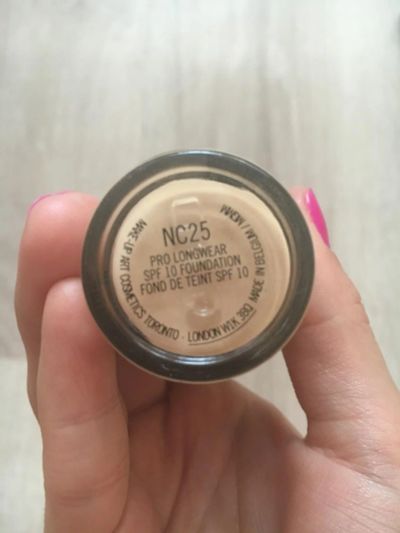 NC25
PRO LONGWEAR
SPF 10 FOUNDATION
FOND DE TEINT SPF 10
MAKE-UP ART COSMETICS TORONTO - LONDON W1K 3BQ MADE IN BELGIUM / MGMM